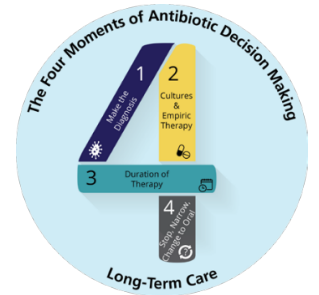 The Four Moments of Antibiotic Decision Making
1
Make the
Diagnosis
2
Cultures
&
Empiric
Therapy
3
Duration of
Therapy
4
Stop, Narrow,
Change to Oral
Long-Term Care